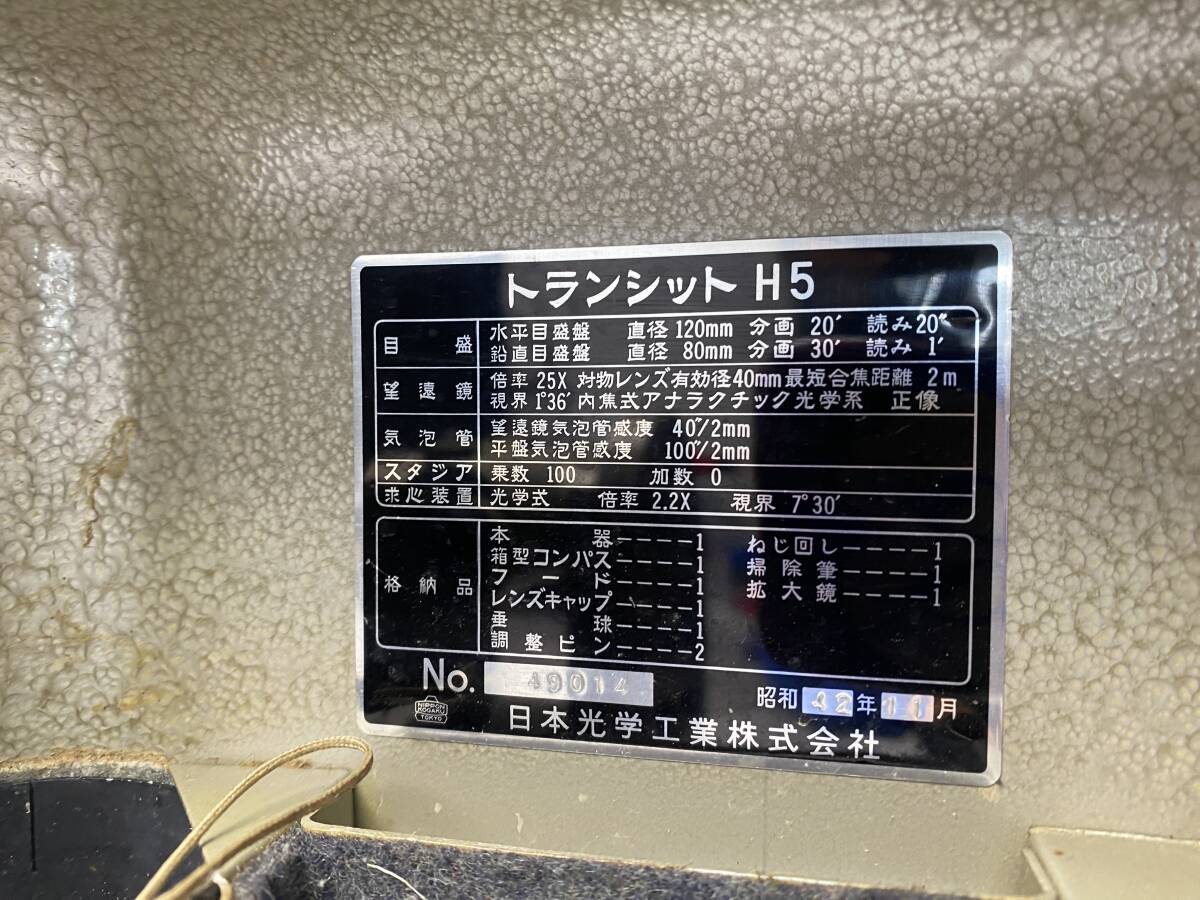 トランシット H5
目盛 水平目盛盤 直径 120mm 分画 20′ 読み 20″
鉛直目盛盤 直径 80mm 分画 30′ 読み 1′
望遠鏡 倍率 25X 対物レンズ有効径40mm 最短合焦距離 2m
視界 1°36′ 内焦式アナラクチック光学系 正像
気泡管 望遠鏡気泡管感度 40″/2mm
平盤気泡管感度 100″/2mm
スタジア 乗数 100 加数 0
求心装置 光学式 倍率 2.2X 視界 7°30′
格納品
本器----1 ねじ回し----1
箱型コンパス----1 掃除筆----1
フード----1 拡大鏡----1
レンズキャップ----1
垂球----1
調整ピン----2
No. 49014
昭和 42年 11月
NIPPON KOGAKU TOKYO
日本光学工業株式会社